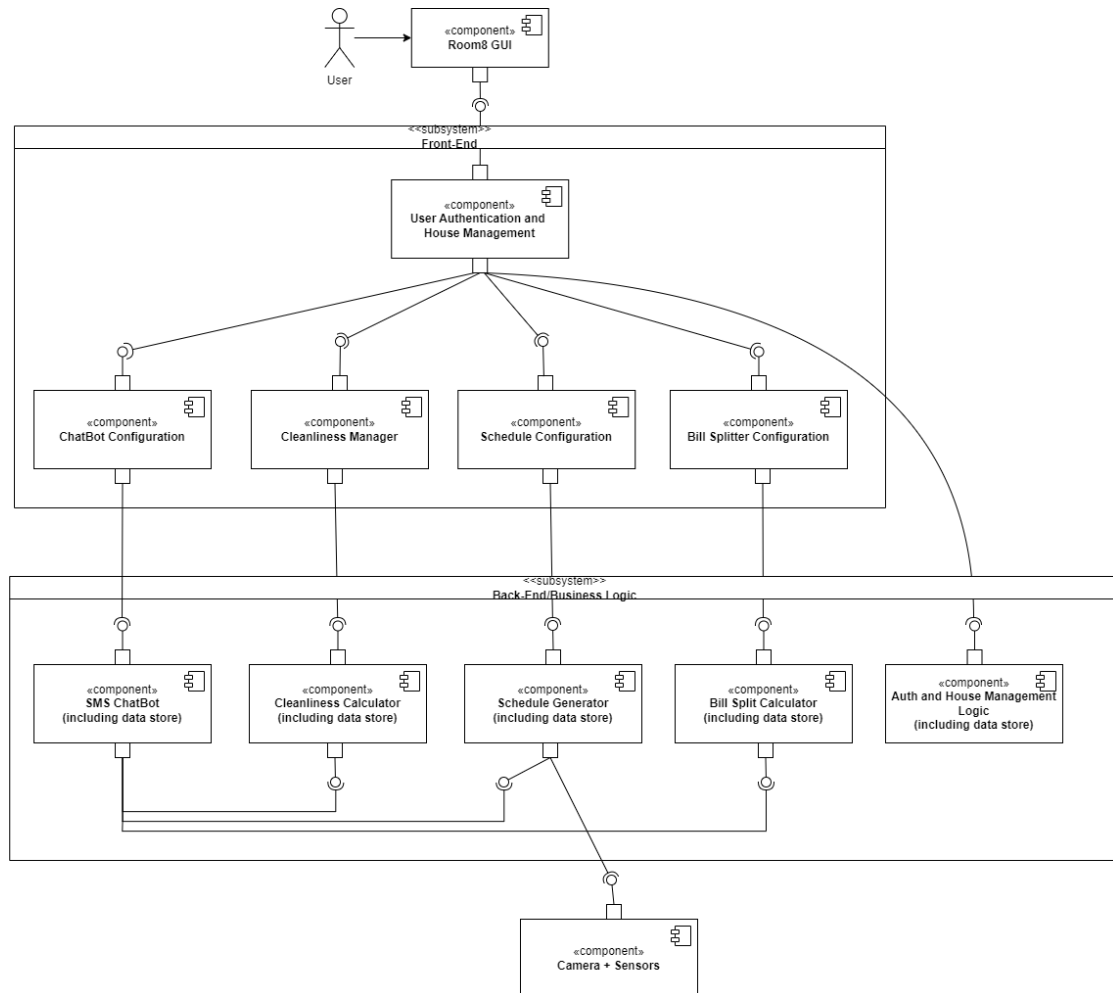 «component»
Room8 GUI
User
<<subsystem>>
Front-End
«component»
User Authentication and
House Management
«component»
ChatBot Configuration
«component»
Cleanliness Manager
«component»
Schedule Configuration
«component»
Bill Splitter Configuration
<<subsystem>>
Back-End/Business Logic
«component»
SMS ChatBot
(including data store)
«component»
Cleanliness Calculator
(including data store)
«component»
Schedule Generator
(including data store)
«component»
Bill Split Calculator
(including data store)
«component»
Auth and House Management
Logic
(including data store)
«component»
Camera + Sensors